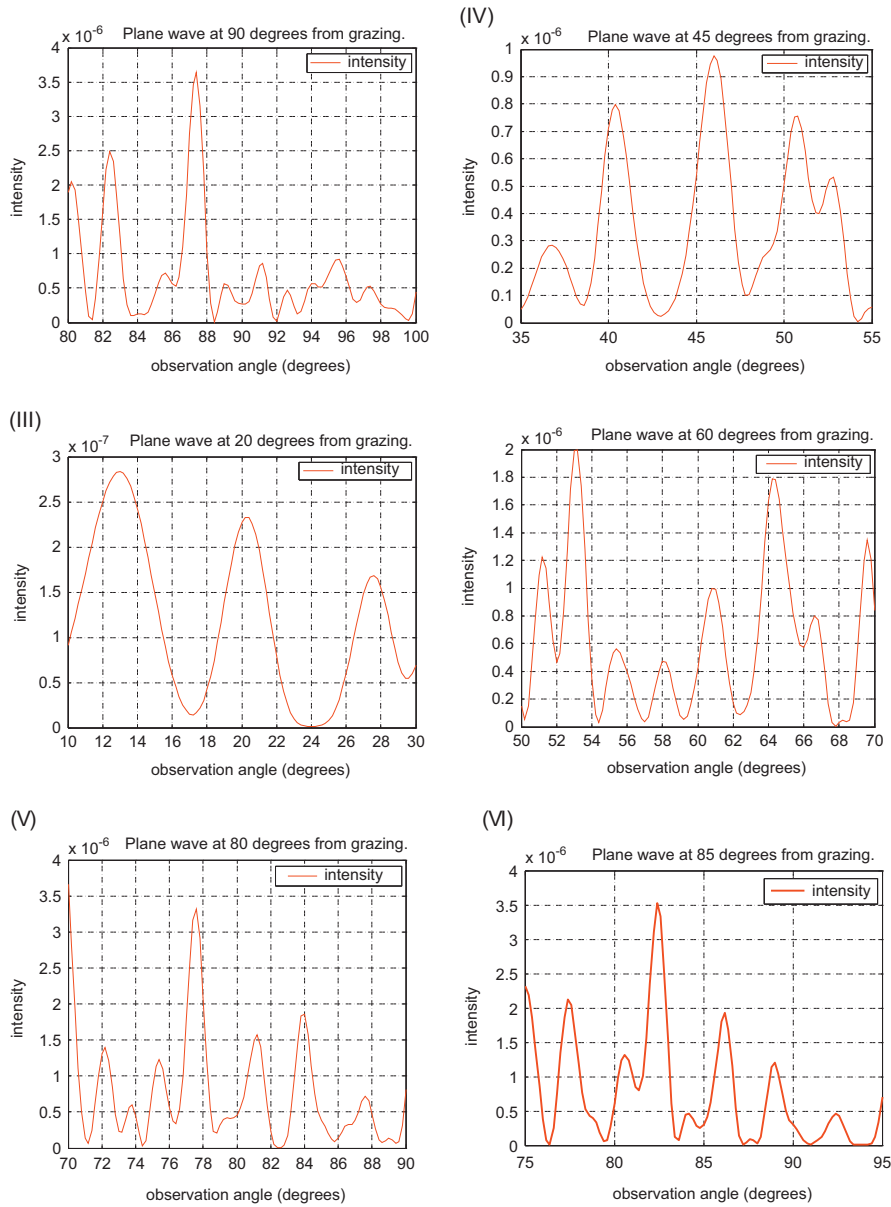 x 10-6 Plane wave at 90 degrees from grazing.
intensity
4
3.5
3
2.5
2
1.5
1
0.5
0
intensity
80 82 84 86 88 90 92 94 96 98 100
observation angle (degrees)
(IV)
x 10-6 Plane wave at 45 degrees from grazing.
intensity
1
0.9
0.8
0.7
0.6
0.5
0.4
0.3
0.2
0.1
0
intensity
35 40 45 50 55
observation angle (degrees)
(III)
x 10-7 Plane wave at 20 degrees from grazing.
intensity
3
2.5
2
1.5
1
0.5
0
intensity
10 12 14 16 18 20 22 24 26 28 30
observation angle (degrees)
x 10-6 Plane wave at 60 degrees from grazing.
intensity
2
1.8
1.6
1.4
1.2
1
0.8
0.6
0.4
0.2
0
intensity
50 52 54 56 58 60 62 64 66 68 70
observation angle (degrees)
(V)
x 10-6 Plane wave at 80 degrees from grazing.
intensity
4
3.5
3
2.5
2
1.5
1
0.5
0
intensity
70 72 74 76 78 80 82 84 86 88 90
observation angle (degrees)
(VI)
x 10-6 Plane wave at 85 degrees from grazing.
intensity
4
3.5
3
2.5
2
1.5
1
0.5
0
intensity
75 80 85 90 95
observation angle (degrees)